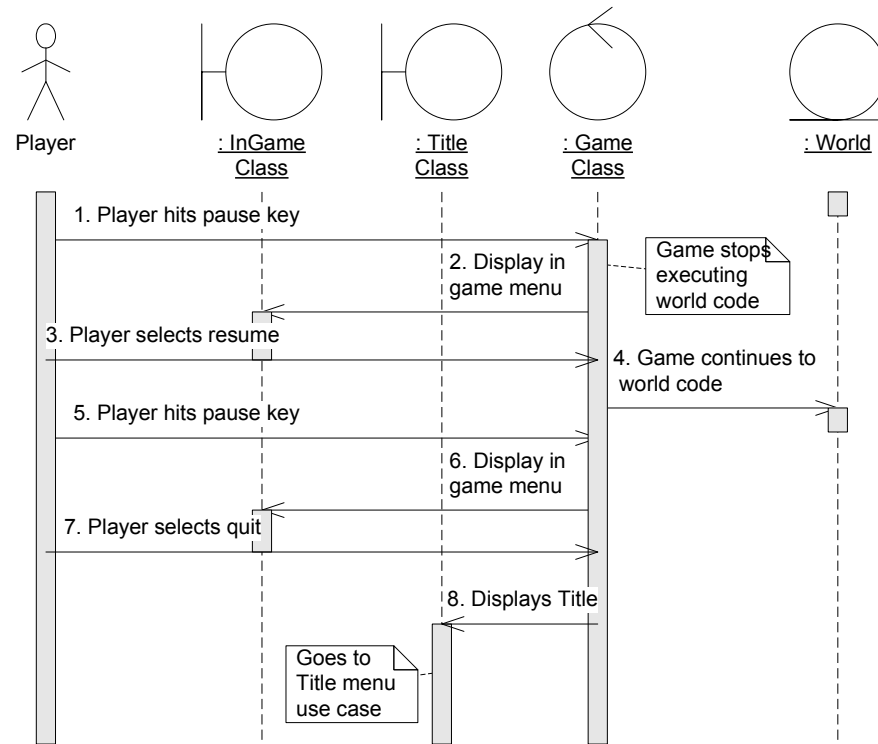 Player
: InGame
Class
: Title
Class
: Game
Class
: World
1. Player hits pause key
Game stops
executing
world code
2. Display in
game menu
3. Player selects resume
4. Game continues to
world code
5. Player hits pause key
6. Display in
game menu
7. Player selects quit
8. Displays Title
Goes to
Title menu
use case